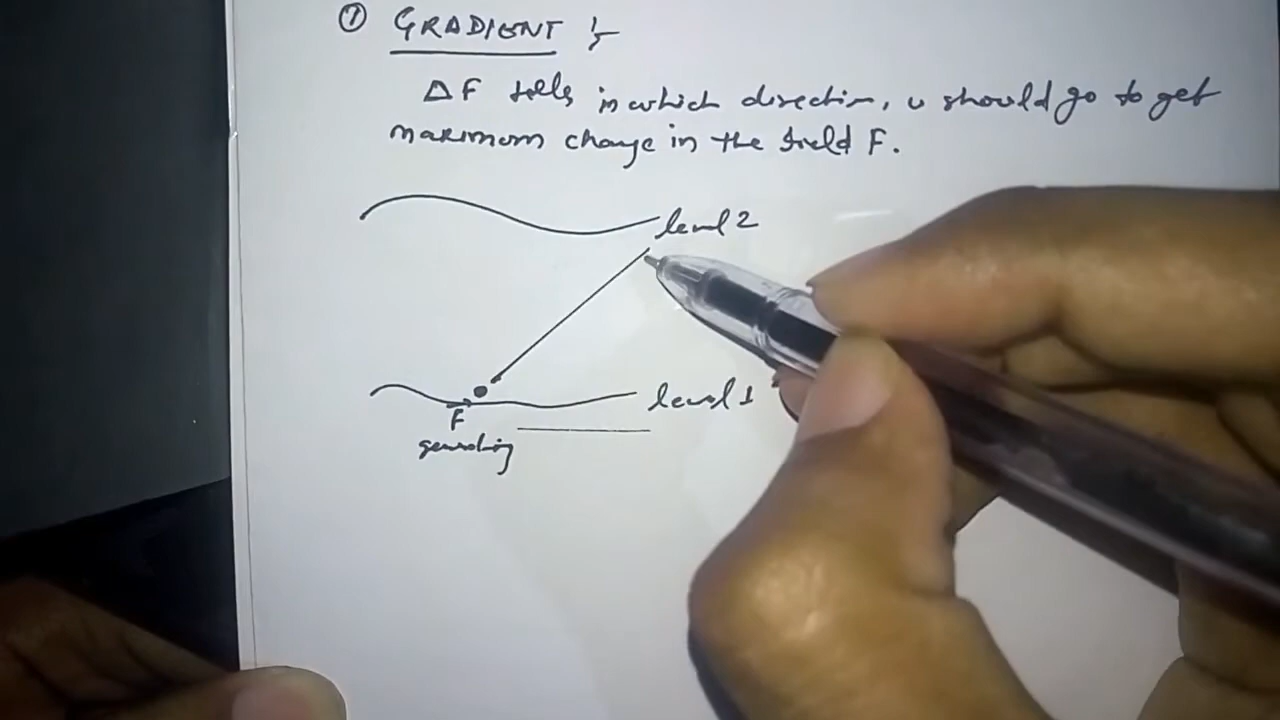 ① GRADIENT :-
ΔF tells in which direction, u should go to get
maximum change in the field F.
level 2
level 1
F